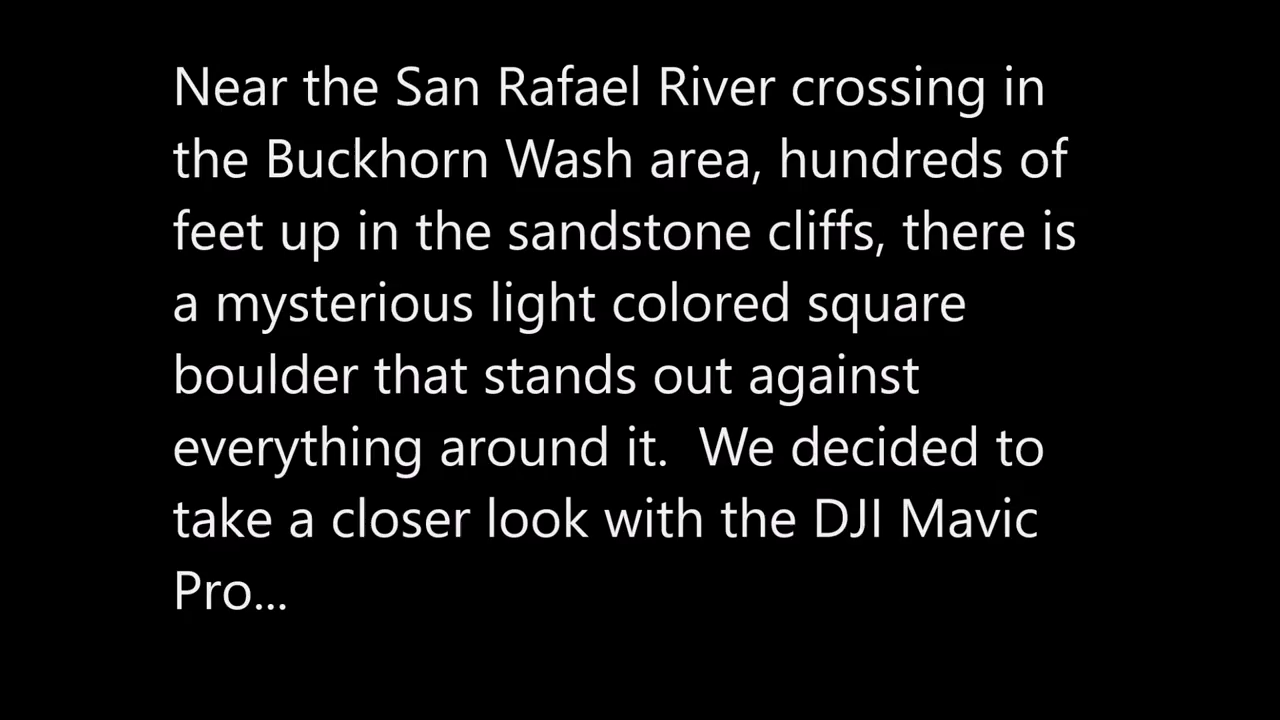 Near the San Rafael River crossing in
the Buckhorn Wash area, hundreds of
feet up in the sandstone cliffs, there is
a mysterious light colored square
boulder that stands out against
everything around it.  We decided to
take a closer look with the DJI Mavic
Pro...